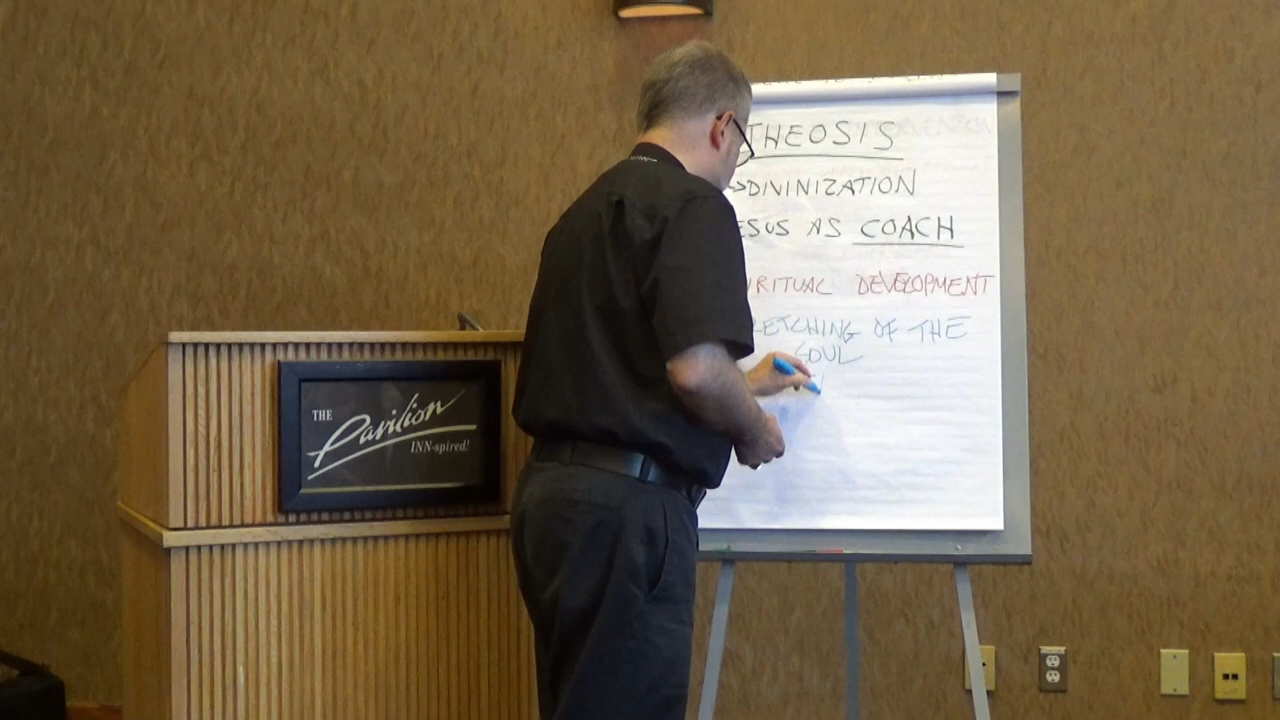 THE
Pavilion
INN-spired!
THEOSIS
DIVINIZATION
ESUS AS COACH
RITUAL DEVELOPMENT
ETCHING OF THE
SOUL